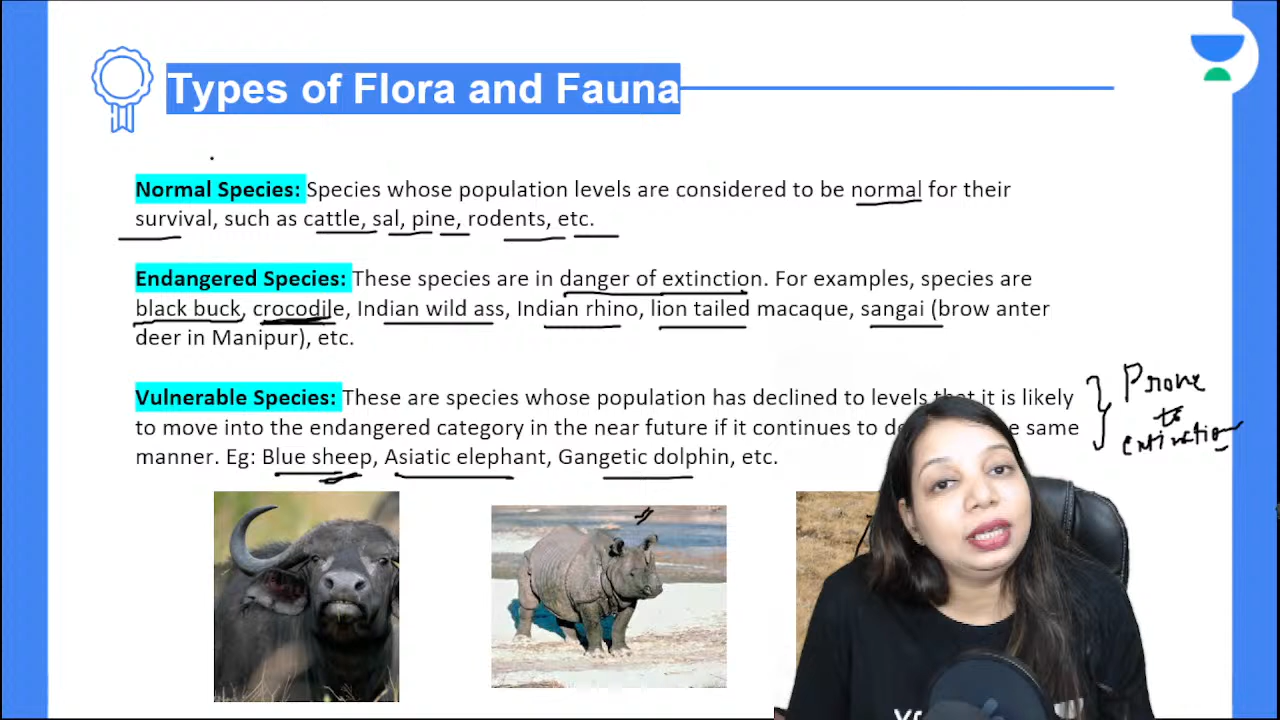 Types of Flora and Fauna
Normal Species: Species whose population levels are considered to be normal for their
survival, such as cattle, sal, pine, rodents, etc.
Endangered Species: These species are in danger of extinction. For examples, species are
black buck, crocodile, Indian wild ass, Indian rhino, lion tailed macaque, sangai (brow anter
deer in Manipur), etc.
Vulnerable Species: These are species whose population has declined to levels that it is likely
to move into the endangered category in the near future if it continues to same
manner. Eg: Blue sheep, Asiatic elephant, Gangetic dolphin, etc.
Prone
to
extinction